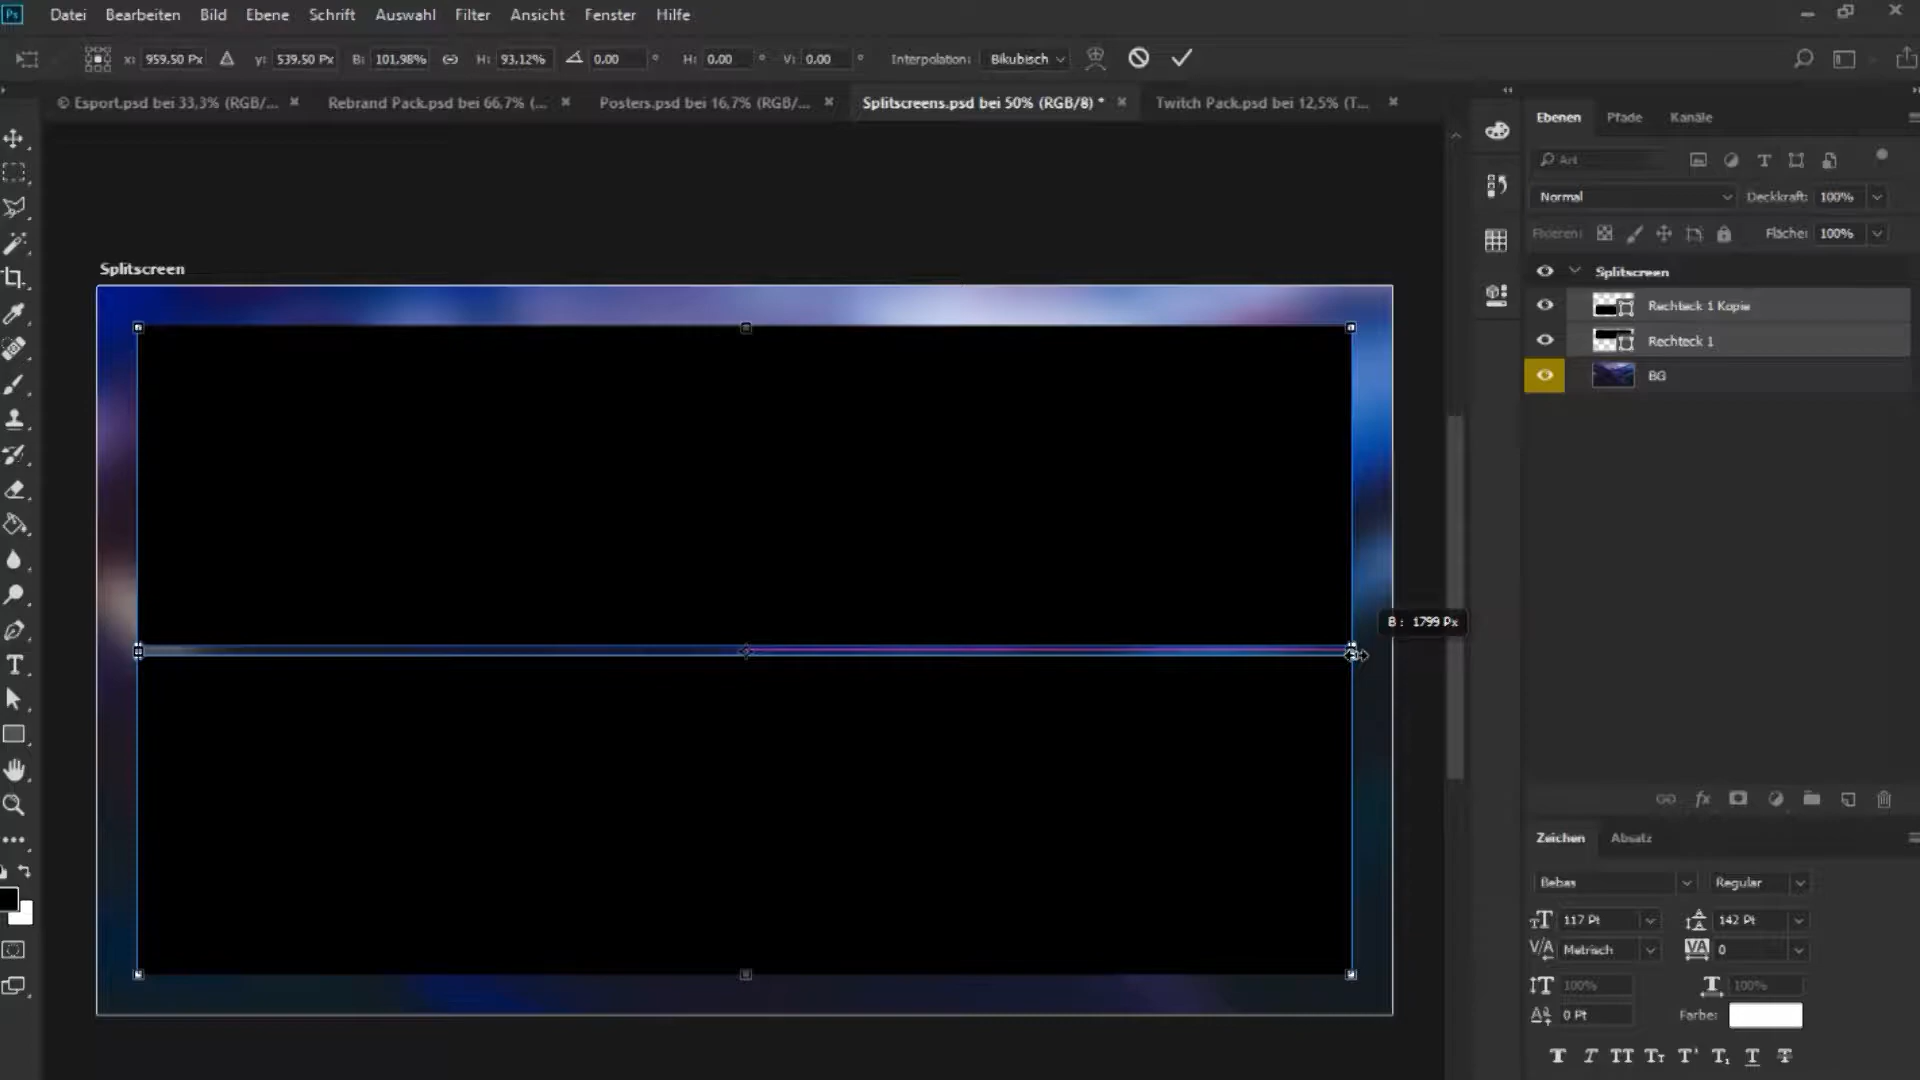 Ps Datei Bearbeiten Bild Ebene Schrift Auswahl Filter Ansicht Fenster Hilfe
X: 959.50 Px Y: 539.50 Px B: 101,98% H: 93,12% 0.00 ° H: 0.00 ° V: 0.00 ° Interpolation: Bikubisch
© Esport.psd bei 33,3% (RGB/... Rebrand Pack.psd bei 66,7% (... Posters.psd bei 16,7% (RGB/... Splitscreens.psd bei 50% (RGB/8) * Twitch Pack.psd bei 12,5% (T...
Ebenen Pfade Kanäle
Art
Normal Deckkraft: 100%
Fixieren: Fläche: 100%
Splitscreen
Splitscreen
Rechteck 1 Kopie
Rechteck 1
BG
B: 1799 Px
Zeichen Absatz
Bebas Regular
117 Pt 142 Pt
Metrisch 0
100% 100%
0 Pt Farbe: